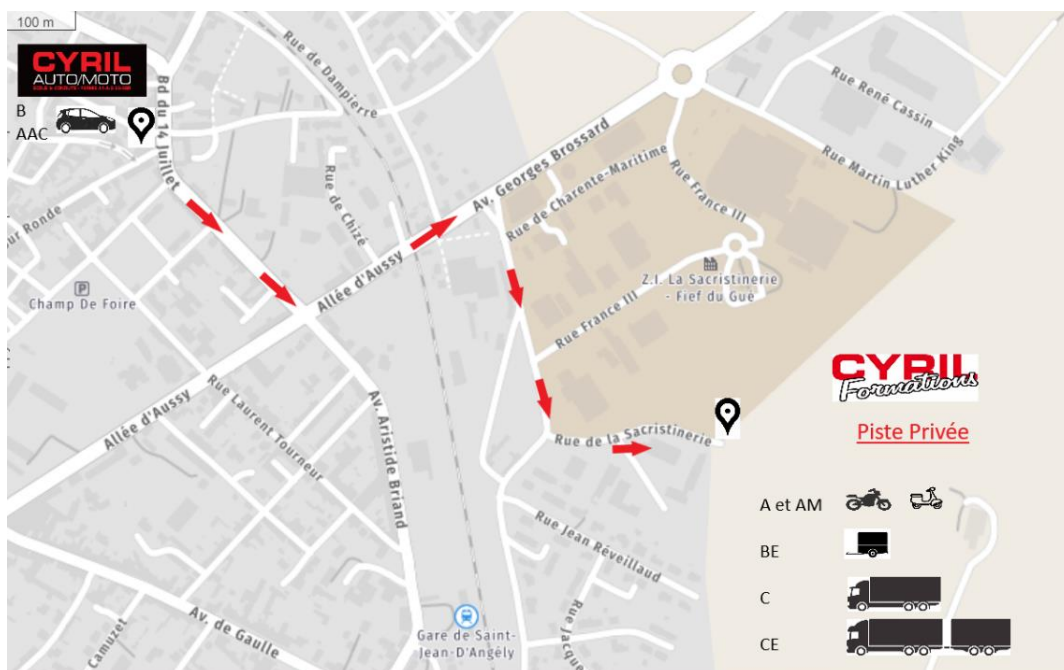 100 m
CYRIL
AUTO/MOTO
B
AAC
Bd du 14 Juillet
Rue de Dampierre
Rue de Chizé
Av. Georges Brossard
Rue de Charente-Maritime
Rue France III
Rue René Cassin
Rue Martin Luther King
ur Ronde
P
Champ De Foire
Allée d'Aussy
Z.I. La Sacristinerie
- Fief du Gué
Rue France III
Allée d'Aussy
Rue Laurent Tourneur
Av. Aristide Briand
Rue de la Sacristinerie
CYRIL
Formations
Piste Privée
A et AM
BE
C
CE
Rue Jean Réveillaud
Rue Jacque
Av. de Gaulle
Camuzet
Gare de Saint-
Jean-D'Angély